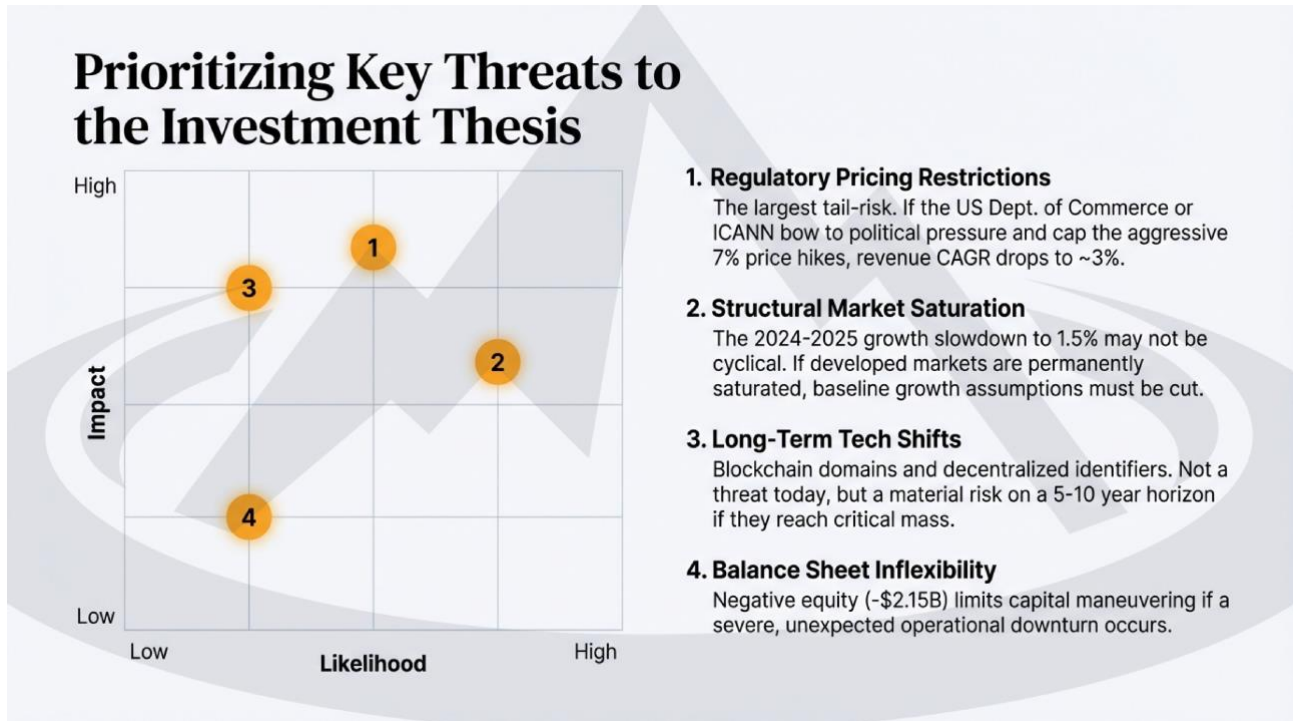 Prioritizing Key Threats to
the Investment Thesis
High
Impact
Low
Low
Likelihood
High
1
2
3
4
1. Regulatory Pricing Restrictions
The largest tail-risk. If the US Dept. of Commerce or
ICANN bow to political pressure and cap the aggressive
7% price hikes, revenue CAGR drops to ~3%.
2. Structural Market Saturation
The 2024-2025 growth slowdown to 1.5% may not be
cyclical. If developed markets are permanently
saturated, baseline growth assumptions must be cut.
3. Long-Term Tech Shifts
Blockchain domains and decentralized identifiers. Not a
threat today, but a material risk on a 5-10 year horizon
if they reach critical mass.
4. Balance Sheet Inflexibility
Negative equity (-$2.15B) limits capital maneuvering if a
severe, unexpected operational downturn occurs.